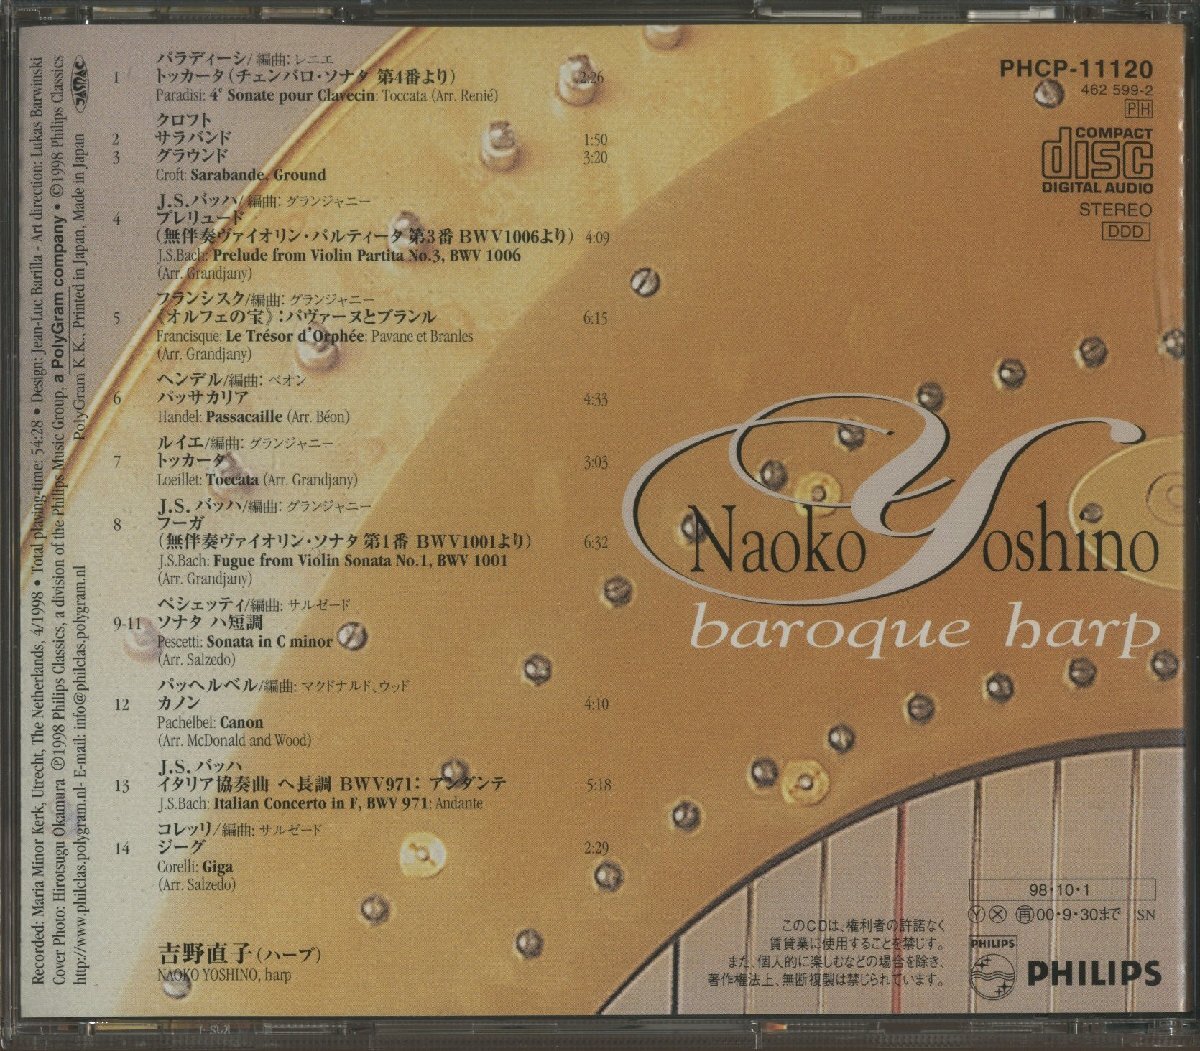 パラディーシ/編曲: レニエ
1 トッカータ(チェンバロ・ソナタ 第4番より) 2:26
Paradisi: 4e Sonate pour Clavecin: Toccata (Arr. Renié)
クロフト
2 サラバンド 1:50
3 グラウンド 3:20
Croft: Sarabande, Ground
J.S.バッハ/編曲: グランジャニー
4 プレリュード
(無伴奏ヴァイオリン・パルティータ 第3番 BWV1006より) 4:09
J.S.Bach: Prelude from Violin Partita No.3, BWV 1006
(Arr. Grandjany)
フランシスク/編曲: グランジャニー
5 《オルフェの宝》:パヴァーヌとブランル 6:15
Francisque: Le Trésor d'Orphée: Pavane et Branles
(Arr. Grandjany)
ヘンデル/編曲: ベオン
6 パッサカリア 4:33
Handel: Passacaille (Arr. Béon)
ルイエ/編曲: グランジャニー
7 トッカータ 3:03
Loeillet: Toccata (Arr. Grandjany)
J.S.バッハ/編曲: グランジャニー
8 フーガ
(無伴奏ヴァイオリン・ソナタ 第1番 BWV1001より) 6:32
J.S.Bach: Fugue from Violin Sonata No.1, BWV 1001
(Arr. Grandjany)
ペシェッティ/編曲: サルゼード
9-11 ソナタ ハ短調
Pescetti: Sonata in C minor
(Arr. Salzedo)
パッヘルベル/編曲: マクドナルド、ウッド
12 カノン 4:10
Pachelbel: Canon
(Arr. McDonald and Wood)
J.S.バッハ
13 イタリア協奏曲 ヘ長調 BWV971: アンダンテ 5:18
J.S.Bach: Italian Concerto in F, BWV 971: Andante
コレッリ/編曲: サルゼード
14 ジーグ 2:29
Corelli: Giga
(Arr. Salzedo)
吉野直子(ハープ)
NAOKO YOSHINO, harp
Recorded: Maria Minor Kerk, Utrecht, The Netherlands, 4/1998 • Total playing-time: 54:28 • Design: Jean-Luc Barilla - Art direction: Lukas Barwinski
Cover Photo: Hirotsugu Okamura ℗1998 Philips Classics, a division of the Philips Music Group, a PolyGram company • ©1998 Philips Classics
http://www.philclas.polygram.nl- E-mail: info@philclas.polygram.nl
PolyGram K.K., Printed in Japan, Made in Japan
JASRAC
PHCP-11120
462 599-2
PH
COMPACT
disc
DIGITAL AUDIO
STEREO
DDD
Naoko Yoshino
baroque harp
98・10・1
Ⓨ Ⓧ 再00・9・30まで SN
このCDは、権利者の許諾なく
賃貸業に使用することを禁じす。
また、個人的に楽しむなどの場合を除き、
著作権法上、無断複製は禁じられています。
PHILIPS
PHILIPS